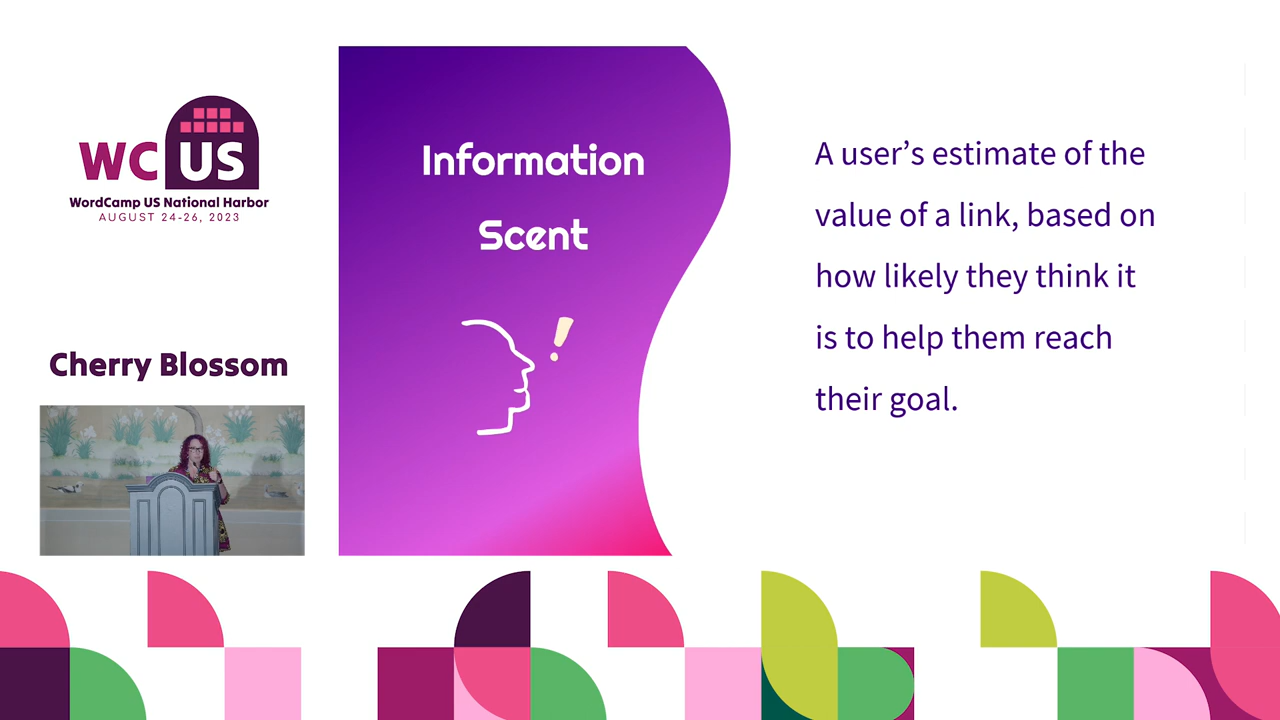 WC US
WordCamp US National Harbor
AUGUST 24-26, 2023
Cherry Blossom
Information
Scent
!
A user’s estimate of the
value of a link, based on
how likely they think it
is to help them reach
their goal.